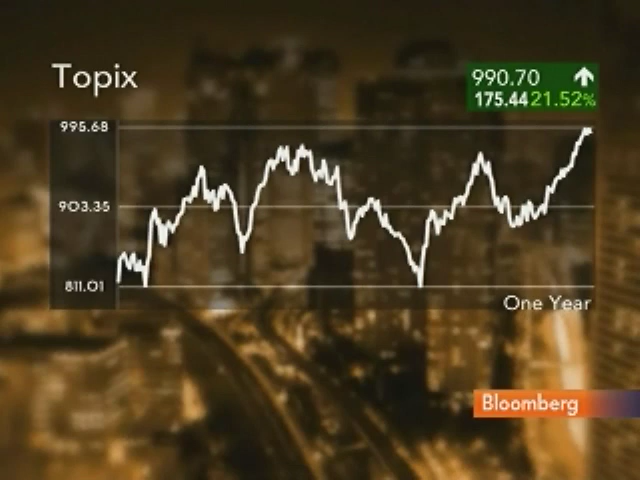 Topix
990.70
175.44 21.52%
995.68
903.35
811.01
One Year
Bloomberg